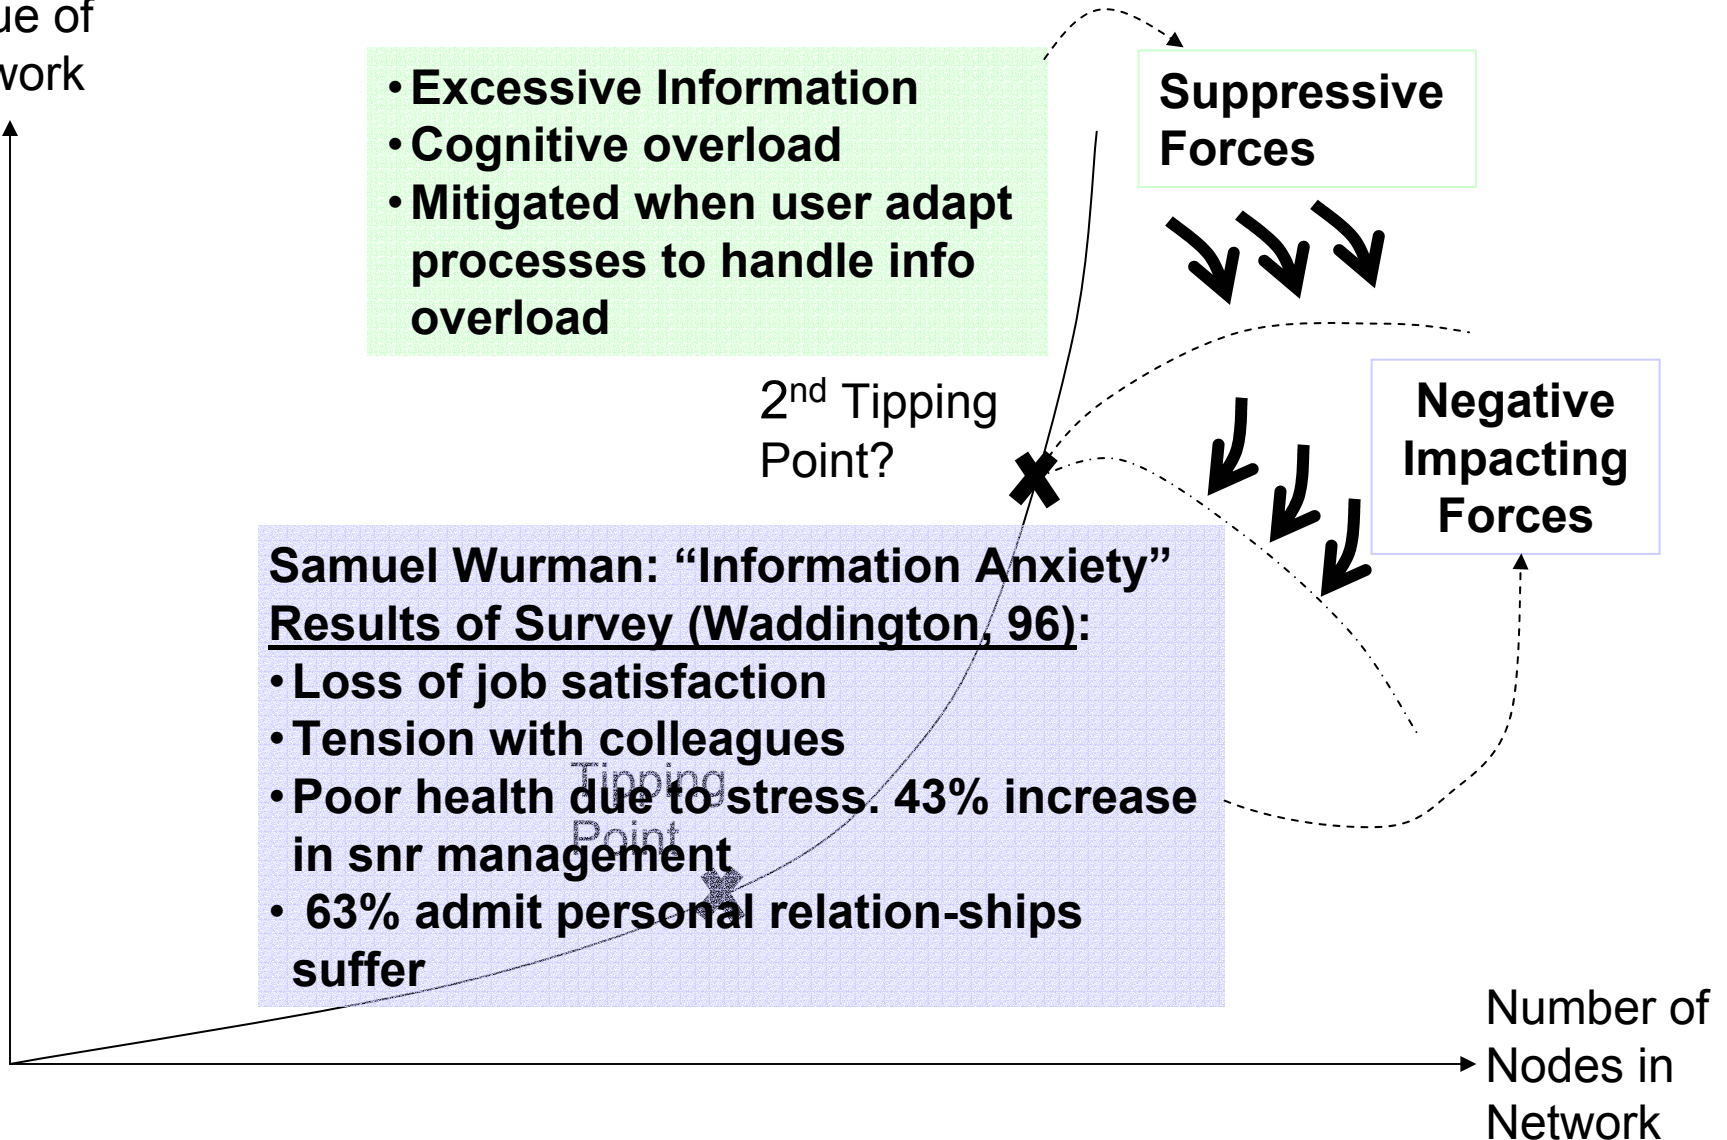 ue of
work
• Excessive Information
• Cognitive overload
• Mitigated when user adapt
processes to handle info
overload
Suppressive
Forces
2nd Tipping
Point?
Negative
Impacting
Forces
Samuel Wurman: “Information Anxiety”
Results of Survey (Waddington, 96):
• Loss of job satisfaction
• Tension with colleagues
• Poor health due to stress. 43% increase
in snr management
• 63% admit personal relation-ships
suffer
Tipping
Point
Number of
Nodes in
Network